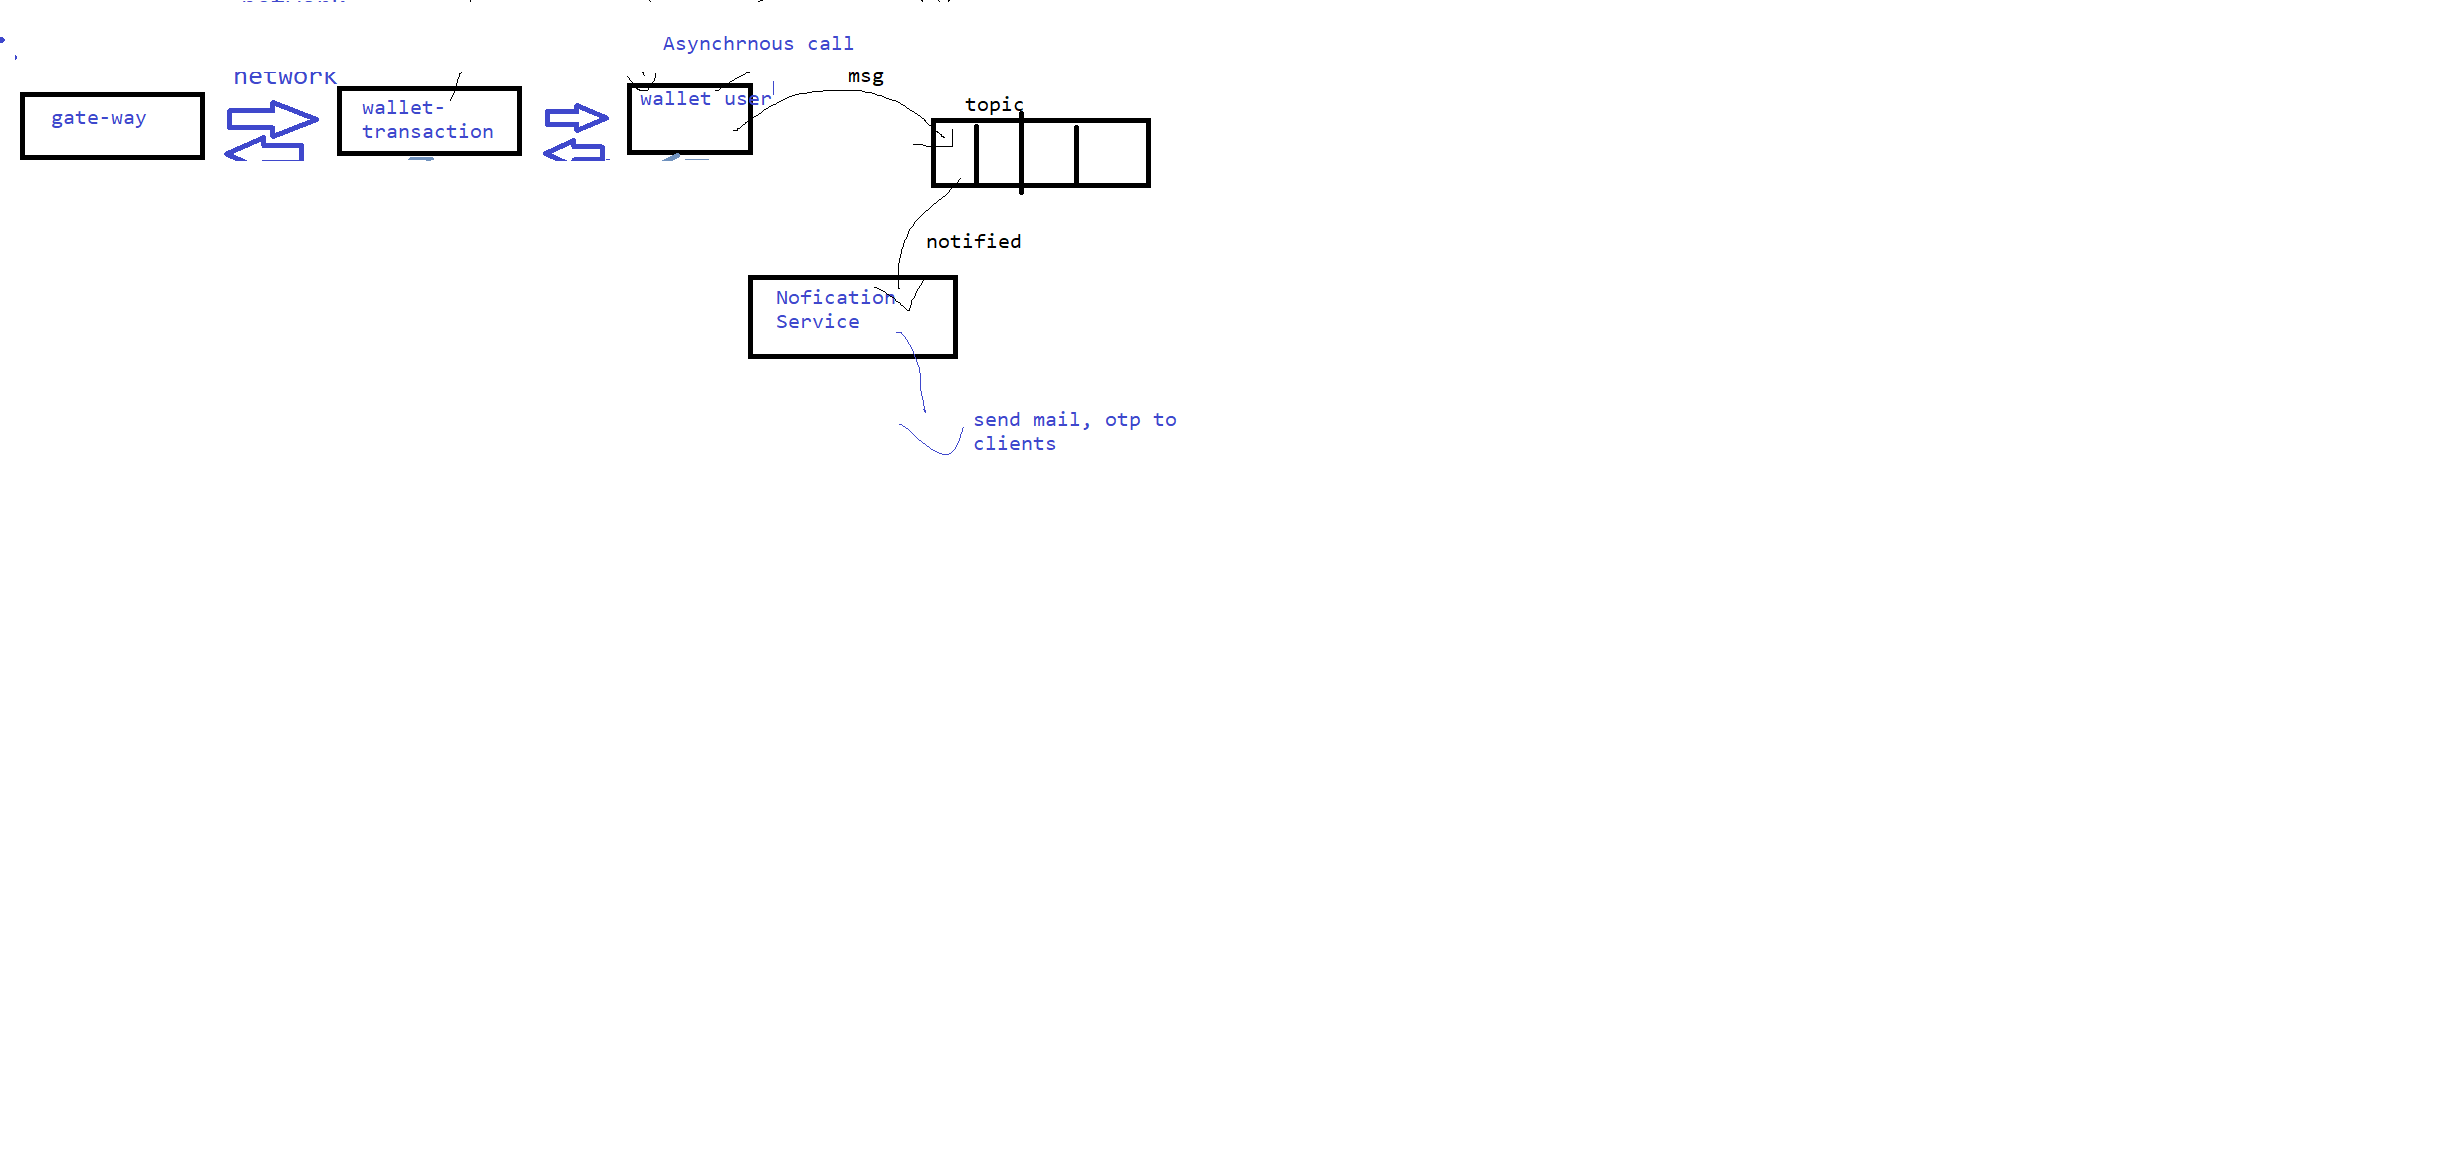 Asynchrnous call
network
msg
gate-way
wallet-
transaction
wallet user
topic
notified
Nofication
Service
send mail, otp to
clients